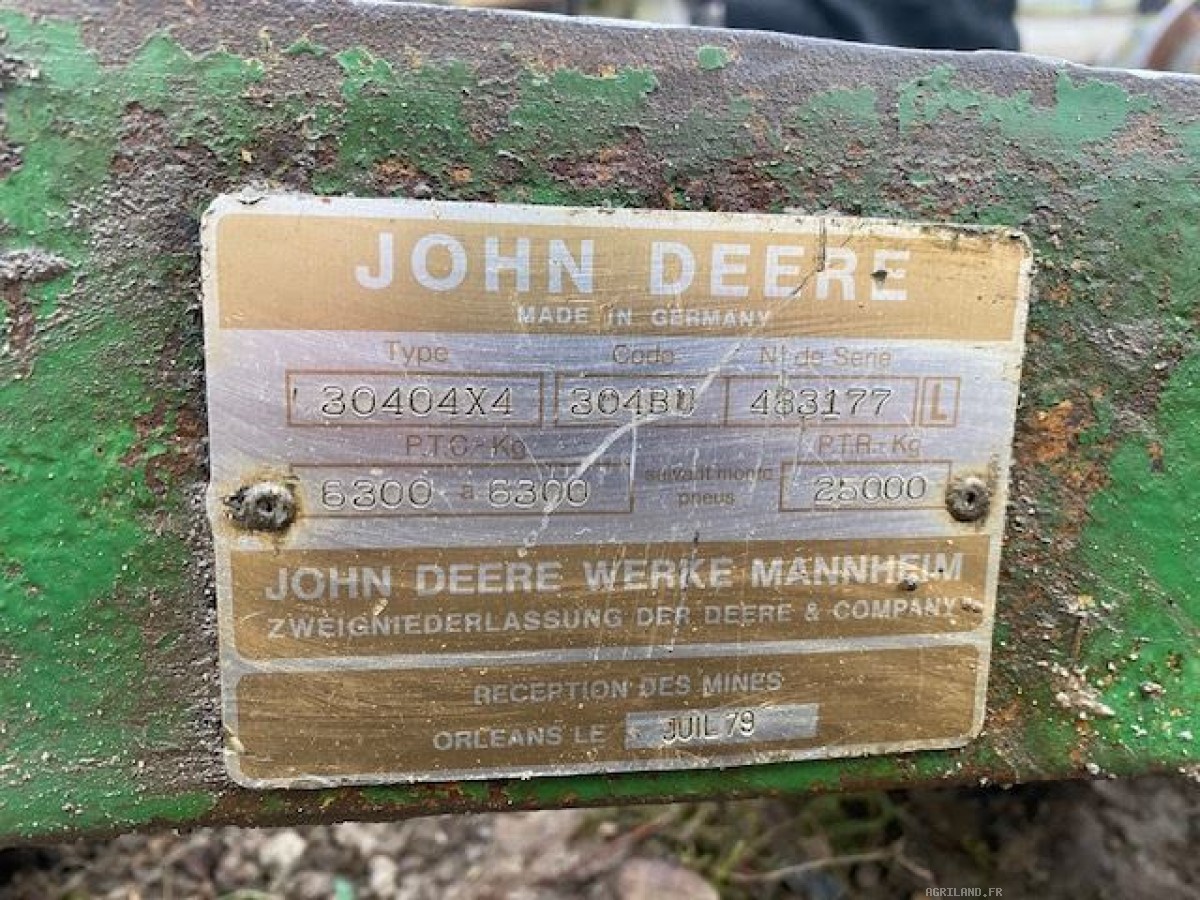 JOHN DEERE
MADE IN GERMANY
Type Code N° de Serie
30404X4 304BU 483177 L
P.T.C.-Kg P.T.R.-Kg
6300 à 6300 suivant monte pneus 25000
JOHN DEERE WERKE MANNHEIM
ZWEIGNIEDERLASSUNG DER DEERE & COMPANY
RECEPTION DES MINES
ORLEANS LE JUIL 79
AGRILAND.FR